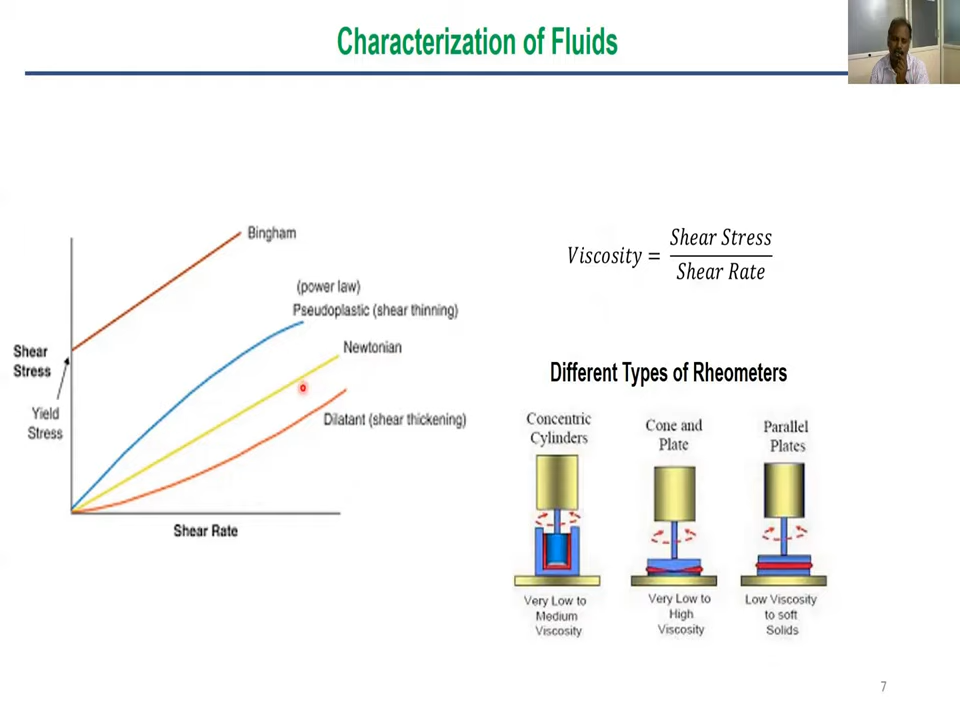 Characterization of Fluids
Bingham
(power law)
Pseudoplastic (shear thinning)
Newtonian
Shear
Stress
Yield
Stress
Dilatant (shear thickening)
Shear Rate
𝑉𝑖𝑠𝑐𝑜𝑠𝑖𝑡𝑦 =
𝑆ℎ𝑒𝑎𝑟 𝑆𝑡𝑟𝑒𝑠𝑠
𝑆ℎ𝑒𝑎𝑟 𝑅𝑎𝑡𝑒
Different Types of Rheometers
Concentric
Cylinders
Cone and
Plate
Parallel
Plates
Very Low to
Medium
Viscosity
Very Low to
High
Viscosity
Low Viscosity
to soft
Solids
7